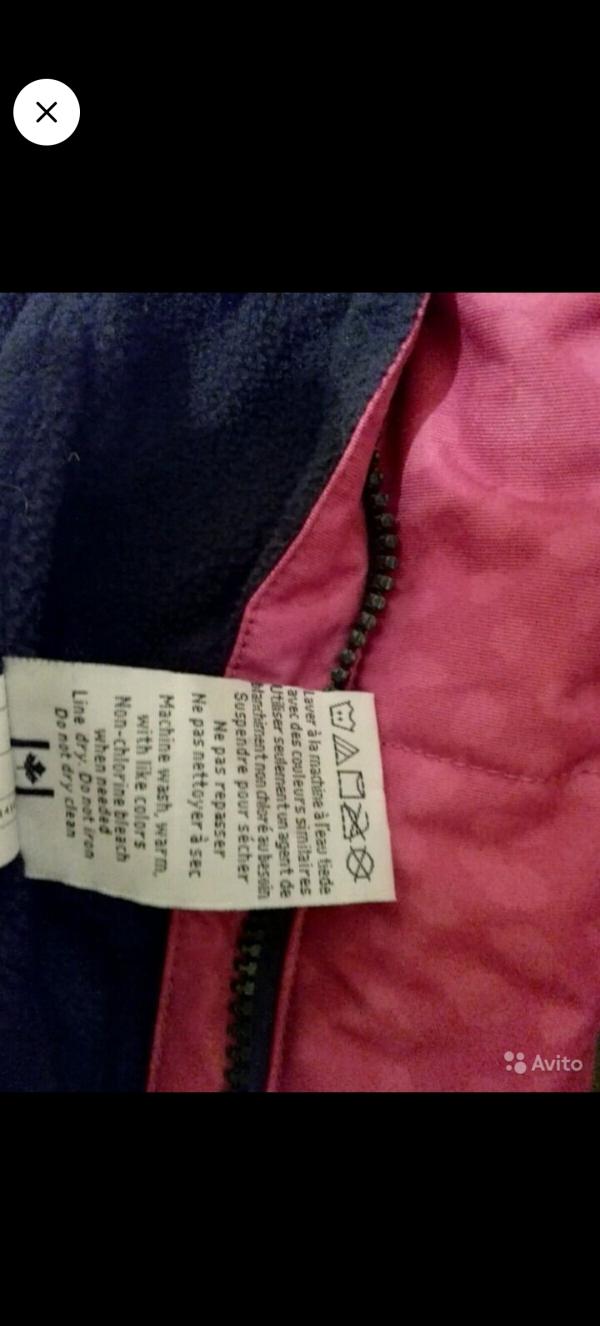 Laver à la machine à l'eau tiede
avec des couleurs similaires
Utiliser seulement un agent de
blanchiment non chloré au besoin
Suspendre pour sécher
Ne pas repasser
Ne pas nettoyer à sec
Machine wash, warm,
with like colors
Non-chlorine bleach
when needed
Line dry. Do not iron
Do not dry clean
Avito